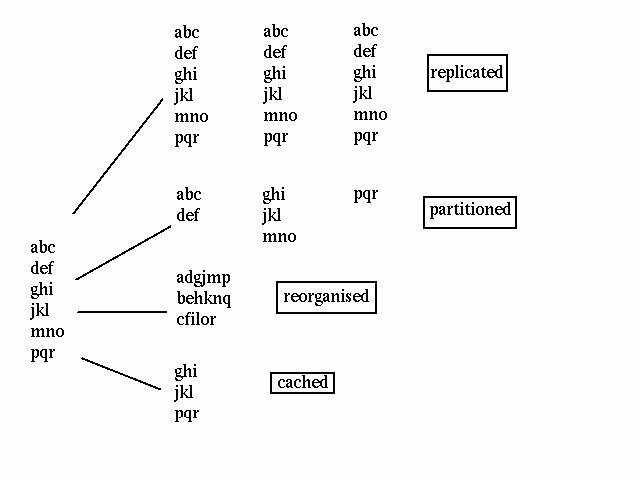 abc abc abc
def def def
ghi ghi ghi
jkl jkl jkl
mno mno mno
pqr pqr pqr
replicated
abc
def
ghi
jkl
mno
pqr
partitioned
abc
def
ghi
jkl
mno
pqr
adgjmp
behknq
cfilor
reorganised
ghi
jkl
pqr
cached